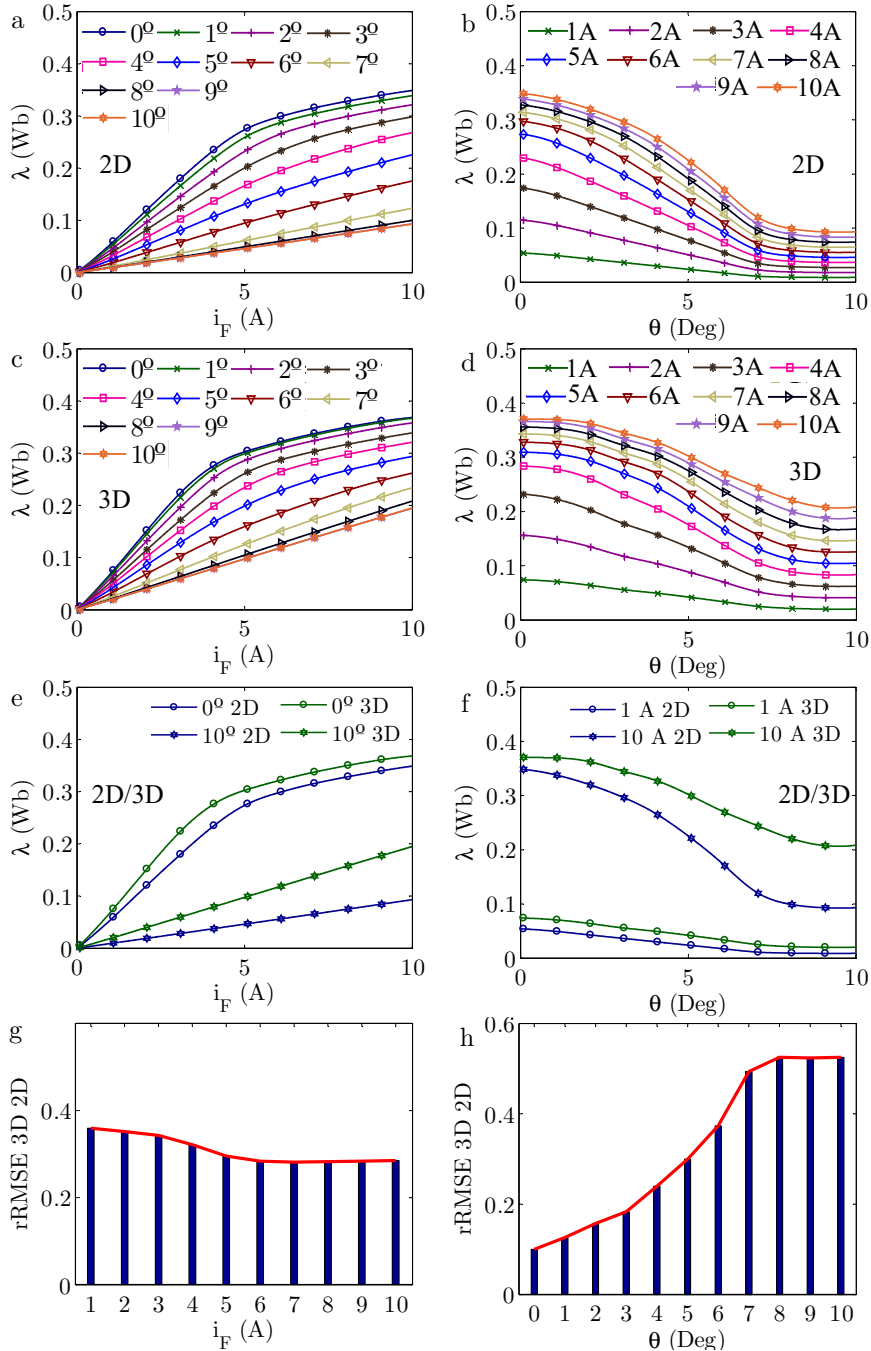 a
0º 1º 2º 3º
4º 5º 6º 7º
8º 9º
10º
2D
λ (Wb)
0.5
0.4
0.3
0.2
0.1
0
0 5 10
i_F (A)
b
1A 2A 3A 4A
5A 6A 7A 8A
9A 10A
2D
λ (Wb)
0.5
0.4
0.3
0.2
0.1
0
0 5 10
θ (Deg)
c
0º 1º 2º 3º
4º 5º 6º 7º
8º 9º
10º
3D
λ (Wb)
0.5
0.4
0.3
0.2
0.1
0
0 5 10
i_F (A)
d
1A 2A 3A 4A
5A 6A 7A 8A
9A 10A
3D
λ (Wb)
0.5
0.4
0.3
0.2
0.1
0
0 5 10
θ (Deg)
e
0º 2D 0º 3D
10º 2D 10º 3D
2D/3D
λ (Wb)
0.5
0.4
0.3
0.2
0.1
0
0 5 10
i_F (A)
f
1 A 2D 1 A 3D
10 A 2D 10 A 3D
2D/3D
λ (Wb)
0.5
0.4
0.3
0.2
0.1
0
0 5 10
θ (Deg)
g
rRMSE 3D 2D
0.4
0.2
0
1 2 3 4 5 6 7 8 9 10
i_F (A)
h
rRMSE 3D 2D
0.6
0.4
0.2
0
0 1 2 3 4 5 6 7 8 9 10
θ (Deg)